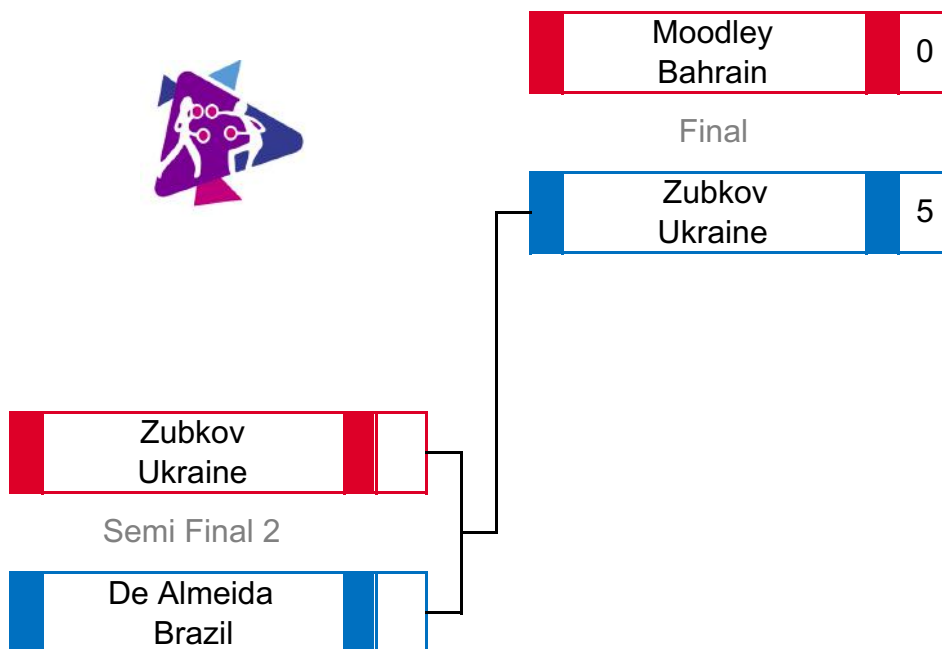 Moodley
Bahrain
0
Final
Zubkov
Ukraine
5
Zubkov
Ukraine
Semi Final 2
De Almeida
Brazil